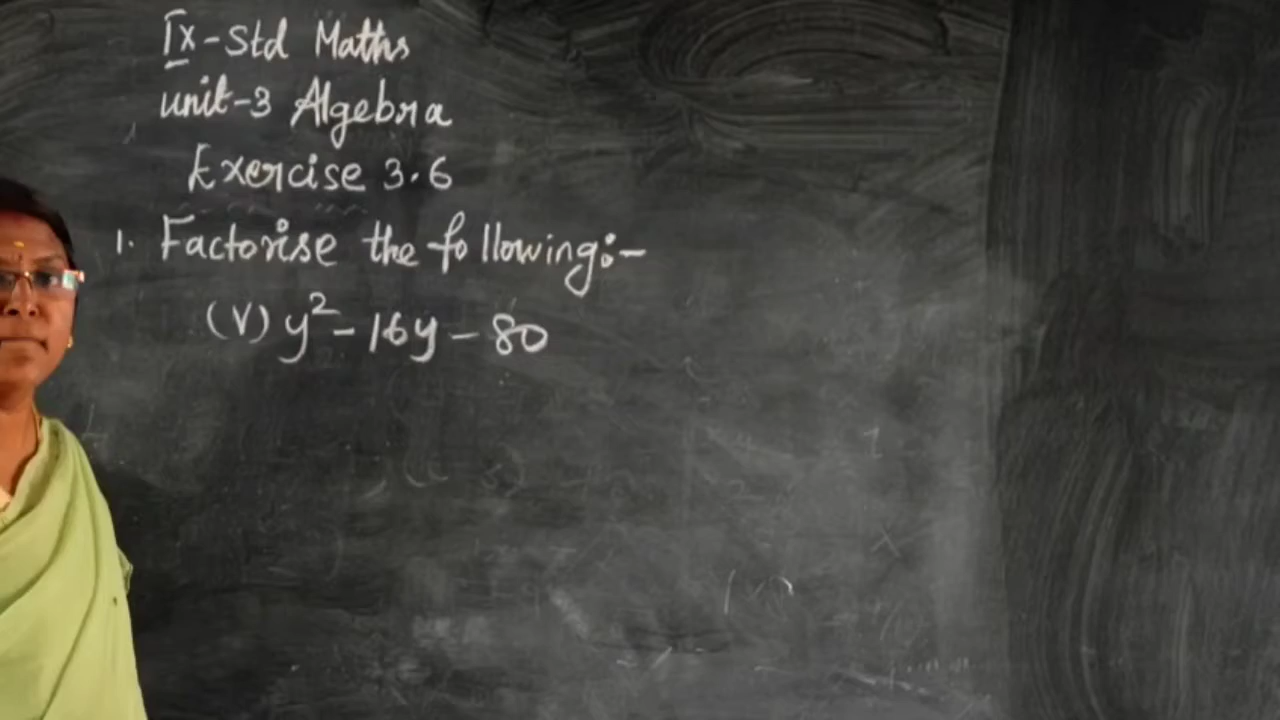 IX-Std Maths
unit-3 Algebra
Exercise 3.6
1. Factorise the following:-
(V) y² - 16y - 80